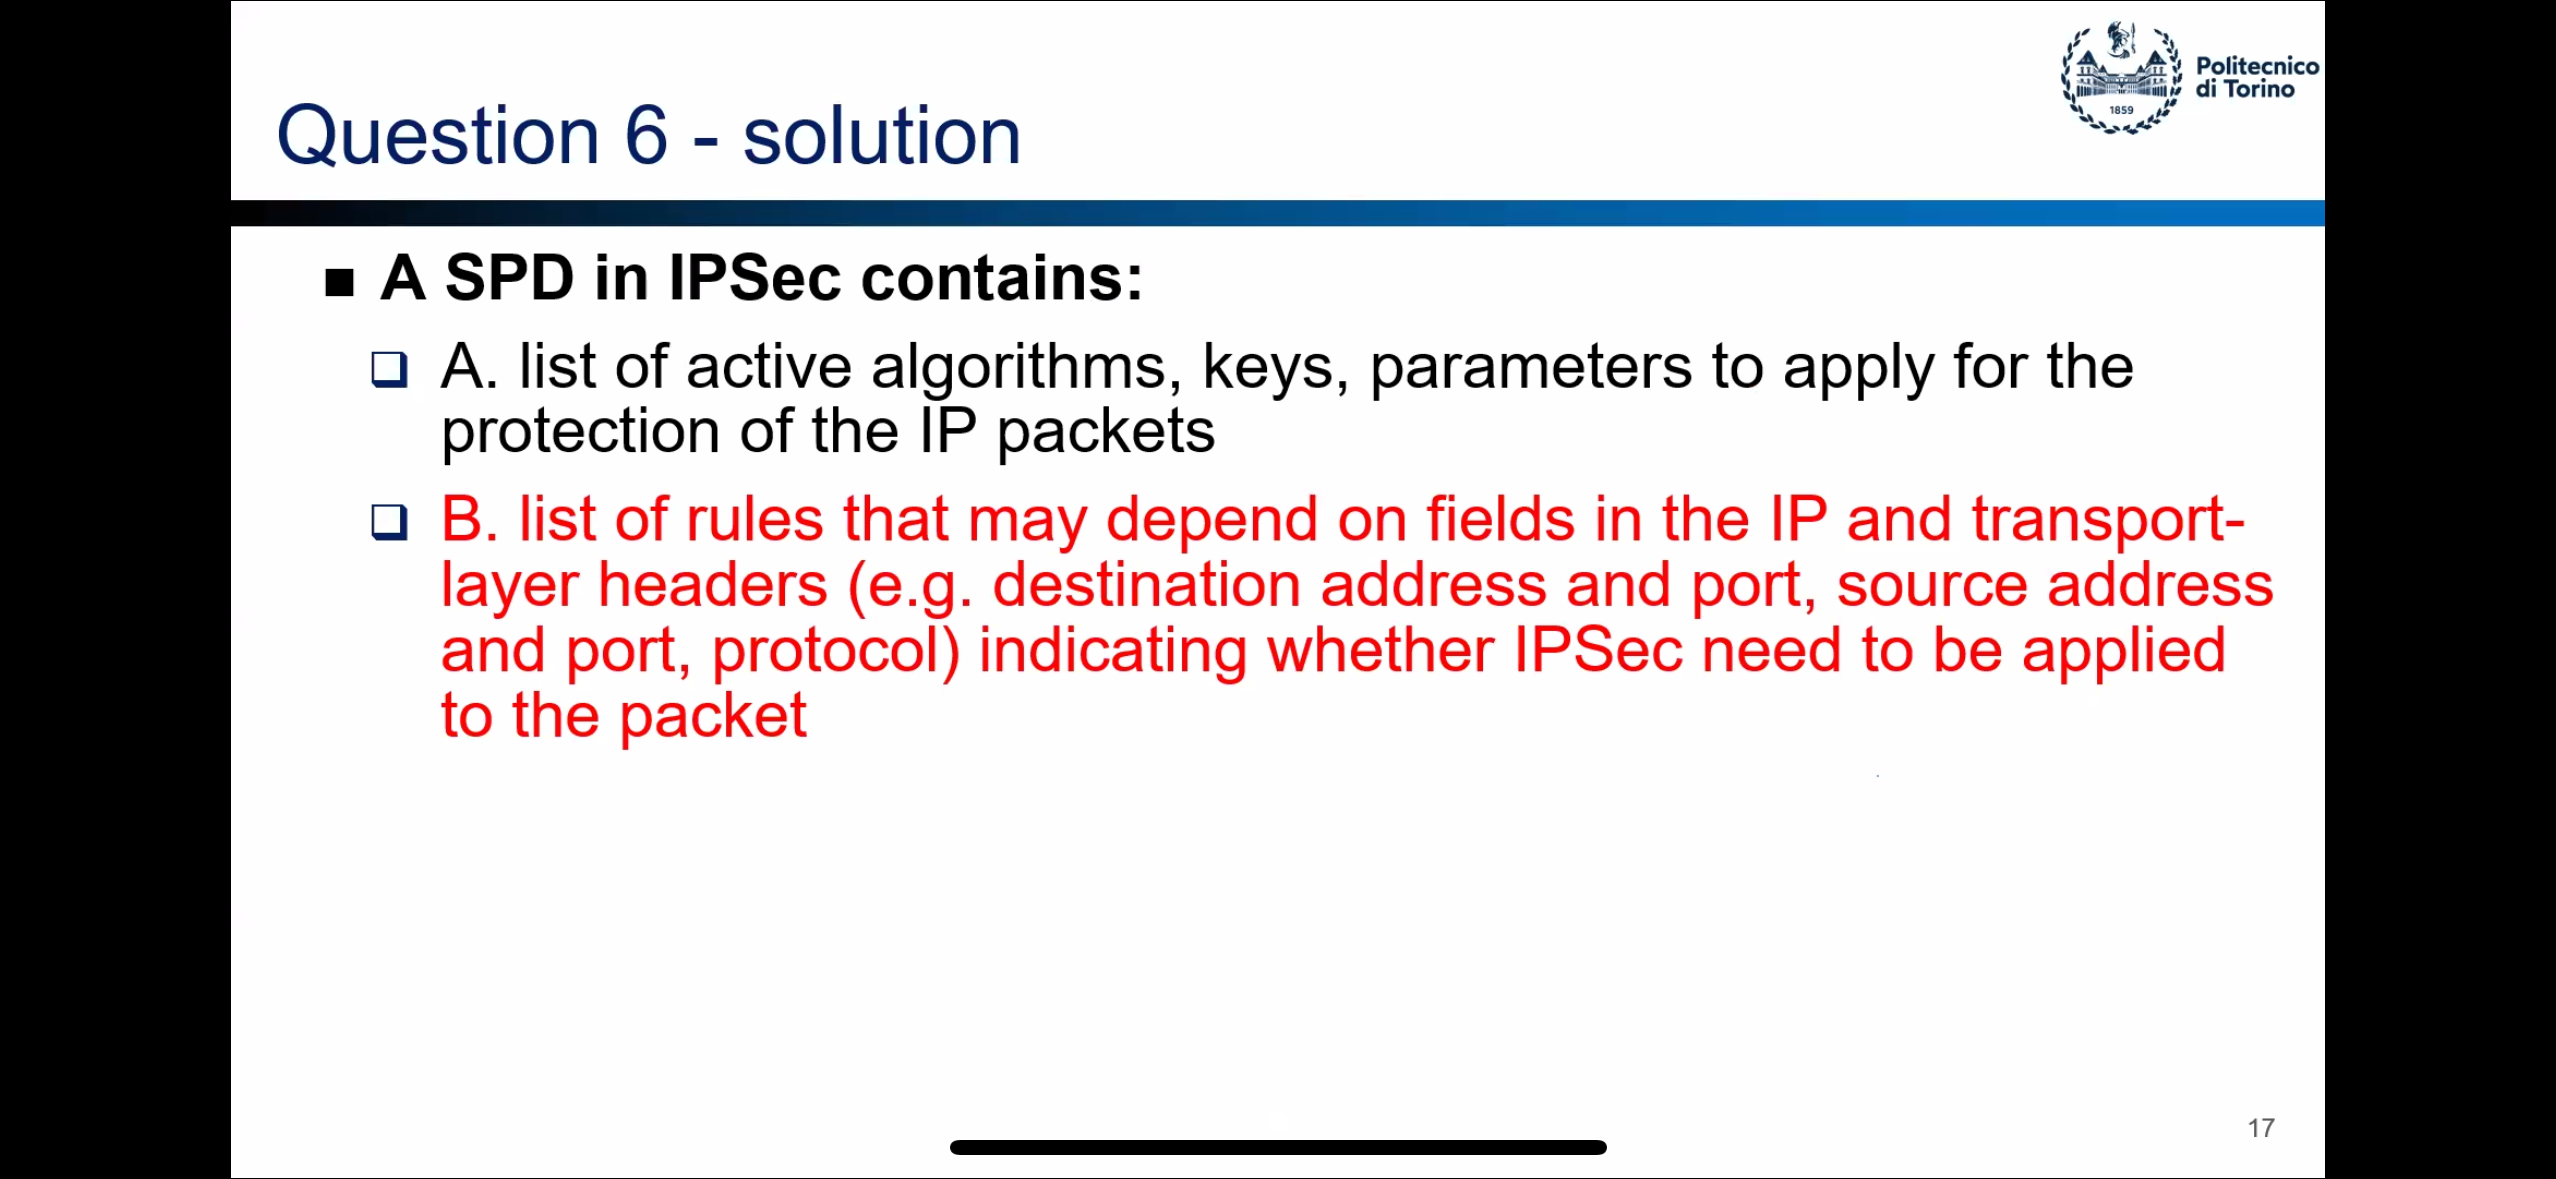 Politecnico
di Torino
1859
Question 6 - solution
A SPD in IPSec contains:
A. list of active algorithms, keys, parameters to apply for the
protection of the IP packets
B. list of rules that may depend on fields in the IP and transport-
layer headers (e.g. destination address and port, source address
and port, protocol) indicating whether IPSec need to be applied
to the packet
17